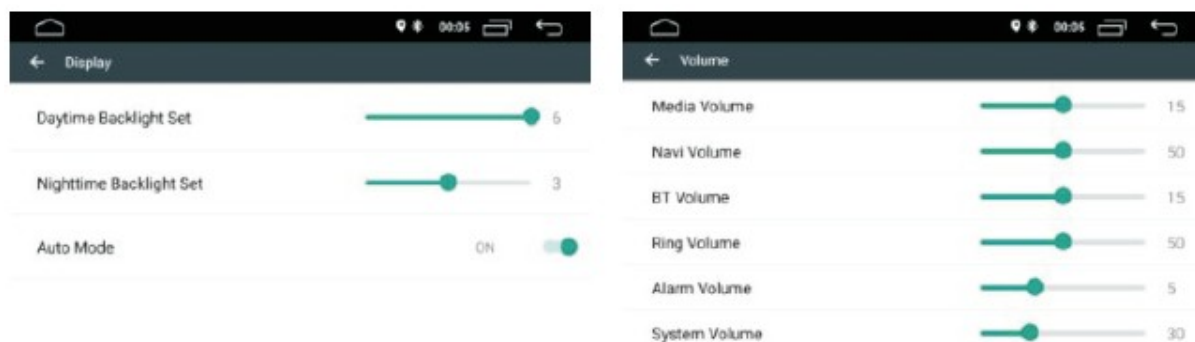 00:05
Display
Daytime Backlight Set 6
Nighttime Backlight Set 3
Auto Mode ON
00:05
Volume
Media Volume 15
Navi Volume 50
BT Volume 15
Ring Volume 50
Alarm Volume 5
System Volume 30